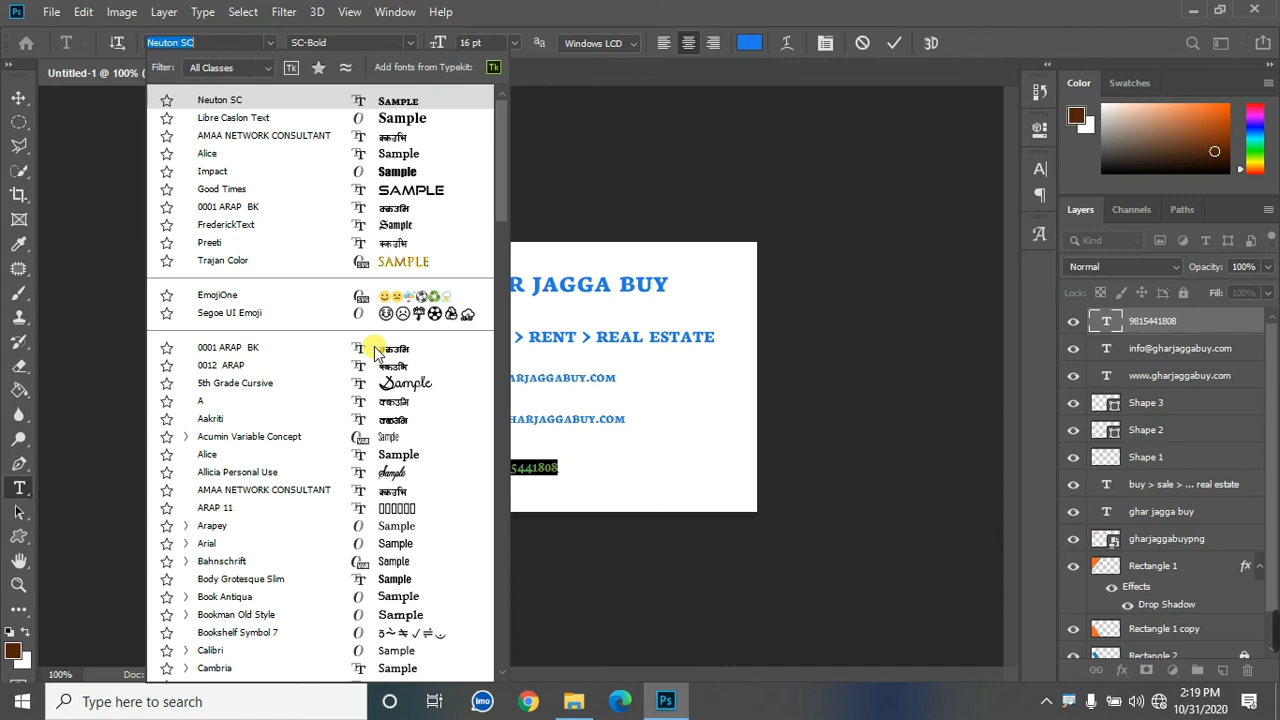 Ps File Edit Image Layer Type Select Filter 3D View Window Help
T Neuton SC SC-Bold 16 pt Windows LCD 3D
Filter: All Classes Tk Add fonts from Typekit: Tk
Untitled-1 @ 100% (
Neuton SC SAMPLE
Libre Caslon Text Sample
AMAA NETWORK CONSULTANT
Alice Sample
Impact Sample
Good Times SAMPLE
0001 ARAP BK
FrederickText Sample
Preeti
Trajan Color SAMPLE
EmojiOne
Segoe UI Emoji
0001 ARAP BK
0012 ARAP
5th Grade Cursive Sample
A
Aakriti
Acumin Variable Concept Sample
Alice Sample
Allicia Personal Use Sample
AMAA NETWORK CONSULTANT
ARAP 11
Arapey Sample
Arial Sample
Bahnschrift Sample
Body Grotesque Slim Sample
Book Antiqua Sample
Bookman Old Style Sample
Bookshelf Symbol 7
Calibri Sample
Cambria Sample
R JAGGA BUY
> RENT > REAL ESTATE
ARJAGGABUY.COM
HARJAGGABUY.COM
5441808
Color Swatches
Layers Channels Paths
Kind
Normal Opacity: 100%
Lock: Fill: 100%
9815441808
info@gharjaggabuy.com
www.gharjaggabuy.com
Shape 3
Shape 2
Shape 1
buy > sale > ... real estate
ghar jagga buy
gharjaggabuypng
Rectangle 1 fx
Effects
Drop Shadow
Rectangle 1 copy
Rectangle 2
100% Doc:
Type here to search
imo
Ps
2:19 PM
10/31/2020